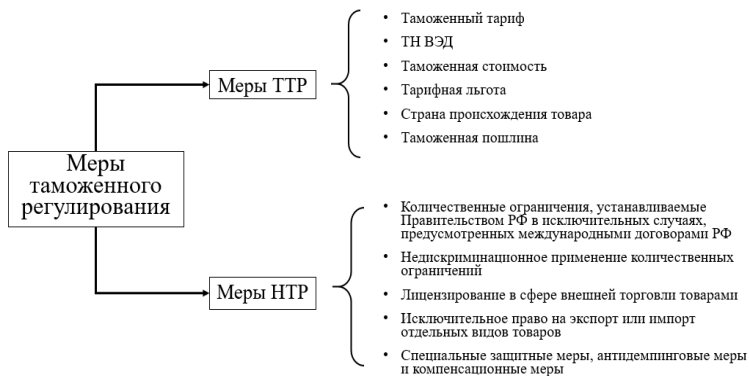 Меры
таможенного
регулирования
Меры ТТР
• Таможенный тариф
• ТН ВЭД
• Таможенная стоимость
• Тарифная льгота
• Страна происхождения товара
• Таможенная пошлина
Меры НТР
• Количественные ограничения, устанавливаемые
Правительством РФ в исключительных случаях,
предусмотренных международными договорами РФ
• Недискриминационное применение количественных
ограничений
• Лицензирование в сфере внешней торговли товарами
• Исключительное право на экспорт или импорт
отдельных видов товаров
• Специальные защитные меры, антидемпинговые меры
и компенсационные меры